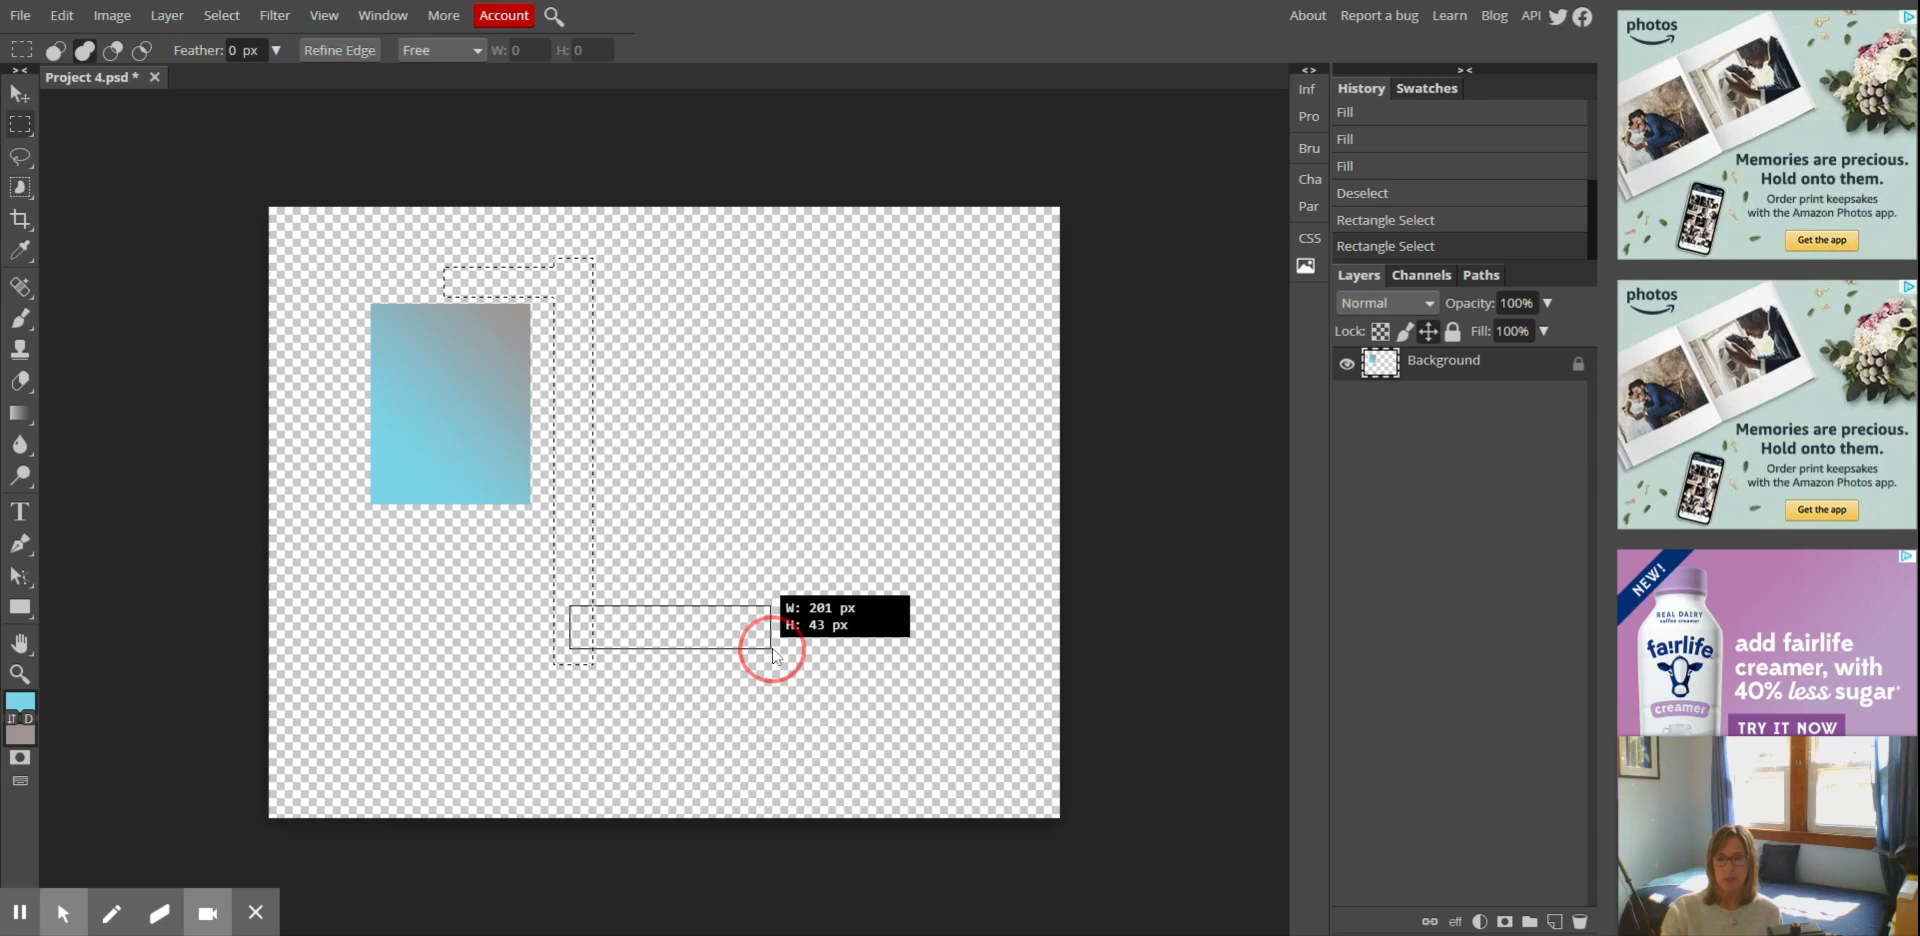 File Edit Image Layer Select Filter View Window More Account
About Report a bug Learn Blog API
Feather: 0 px Refine Edge Free W: 0 H: 0
> < Project 4.psd *
< > > <
Inf
Pro
Bru
Cha
Par
CSS
History Swatches
Fill
Fill
Fill
Deselect
Rectangle Select
Rectangle Select
Layers Channels Paths
Normal Opacity: 100%
Lock: Fill: 100%
Background
W: 201 px
H: 43 px
T
D
eff
photos
Memories are precious.
Hold onto them.
Order print keepsakes
with the Amazon Photos app.
Get the app
photos
Memories are precious.
Hold onto them.
Order print keepsakes
with the Amazon Photos app.
Get the app
NEW!
REAL DAIRY
coffee creamer
fa!rlife
creamer
add fairlife
creamer, with
40% less sugar*
TRY IT NOW